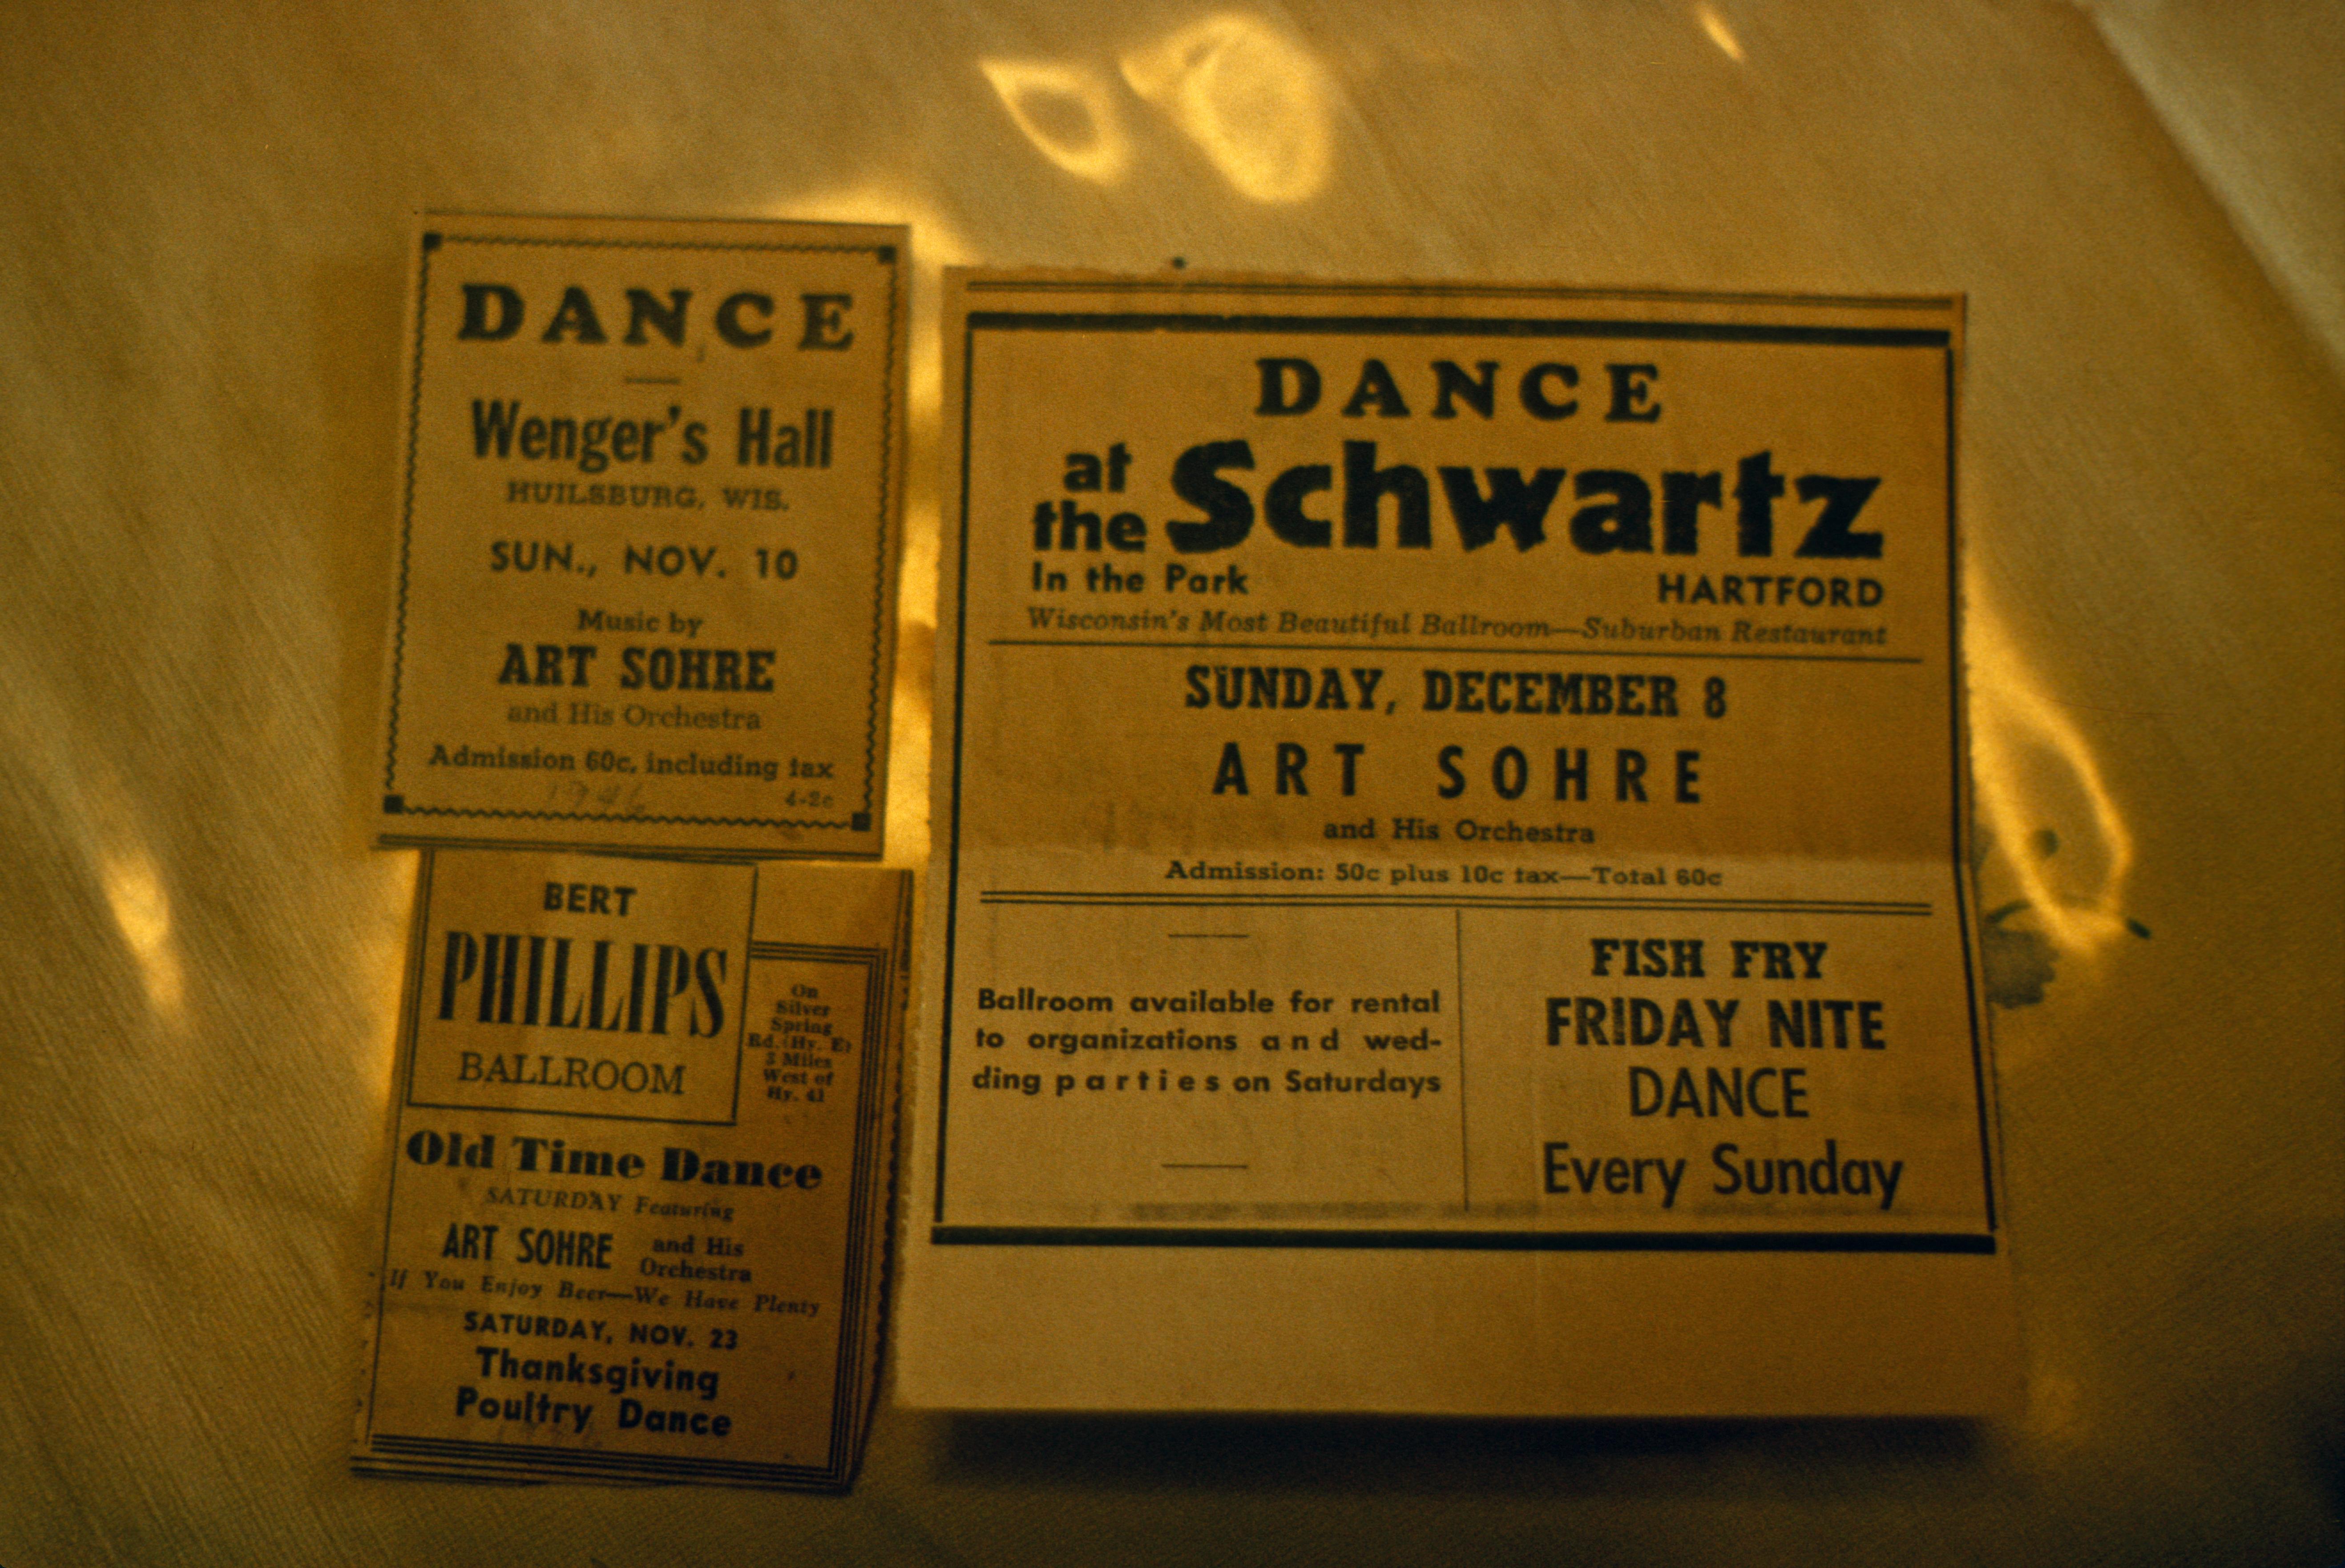 DANCE
Wenger's Hall
HUILSBURG, WIS.
SUN., NOV. 10
Music by
ART SOHRE
and His Orchestra
Admission 60c, including tax
1946
4-2c
BERT
PHILLIPS
BALLROOM
On
Silver
Spring
Rd. (Hy. E)
3 Miles
West of
Hy. 41
Old Time Dance
SATURDAY Featuring
ART SOHRE and His
Orchestra
If You Enjoy Beer—We Have Plenty
SATURDAY, NOV. 23
Thanksgiving
Poultry Dance
DANCE
at
the Schwartz
In the Park HARTFORD
Wisconsin's Most Beautiful Ballroom—Suburban Restaurant
SUNDAY, DECEMBER 8
ART SOHRE
and His Orchestra
Admission: 50c plus 10c tax—Total 60c
Ballroom available for rental
to organizations and wed-
ding parties on Saturdays
FISH FRY
FRIDAY NITE
DANCE
Every Sunday